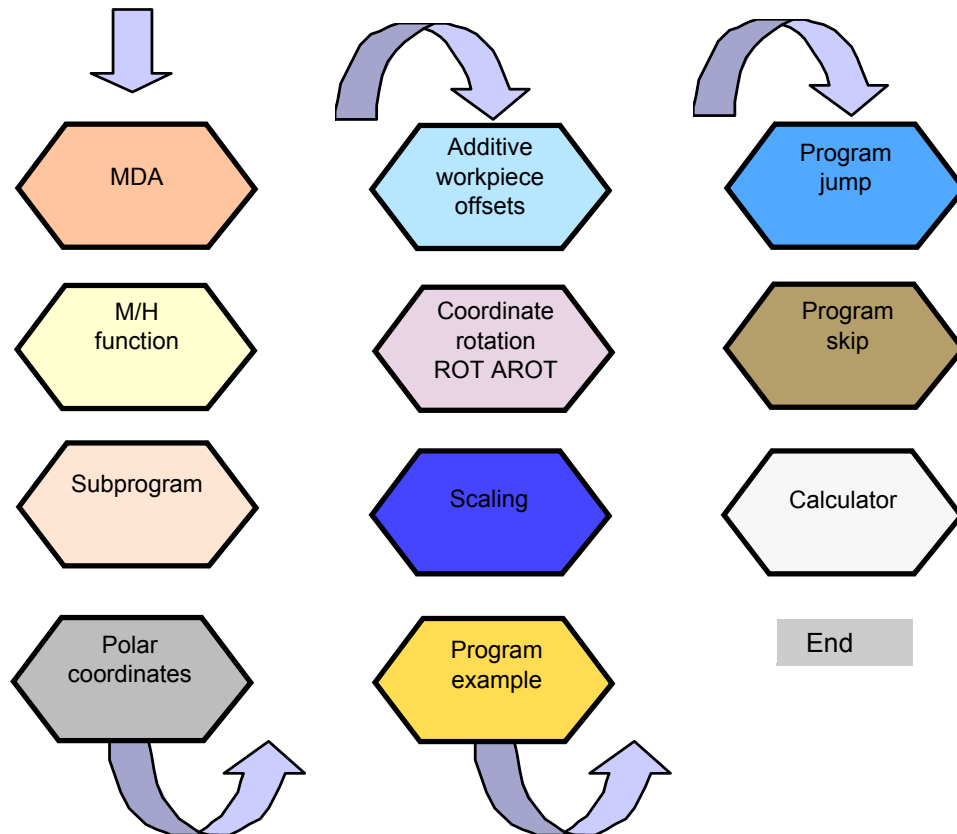 MDA
M/H
function
Subprogram
Polar
coordinates
Additive
workpiece
offsets
Coordinate
rotation
ROT AROT
Scaling
Program
example
Program
jump
Program
skip
Calculator
End